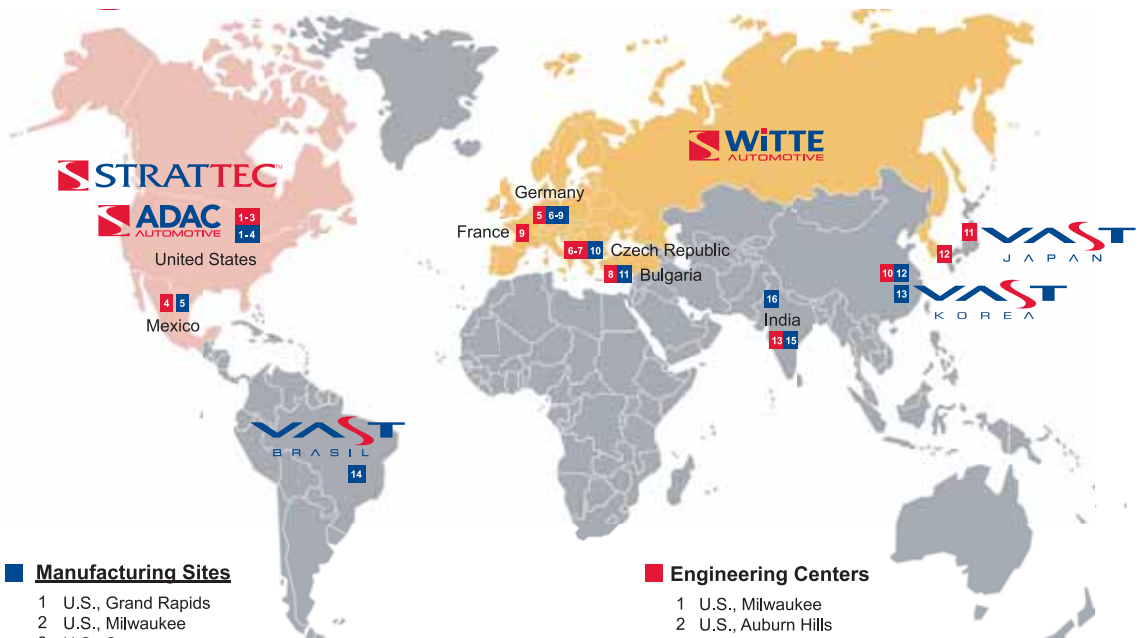 STRATTEC™
ADAC
AUTOMOTIVE
1-3
1-4
United States
4 5
Mexico
VAST
BRASIL
14
WiTTE
AUTOMOTIVE
Germany
5 6-9
France 9
6-7 10 Czech Republic
8 11 Bulgaria
16
India
13 15
11 VAST
JAPAN
12
10 12
13 VAST
KOREA
Manufacturing Sites
1 U.S., Grand Rapids
2 U.S., Milwaukee
Engineering Centers
1 U.S., Milwaukee
2 U.S., Auburn Hills